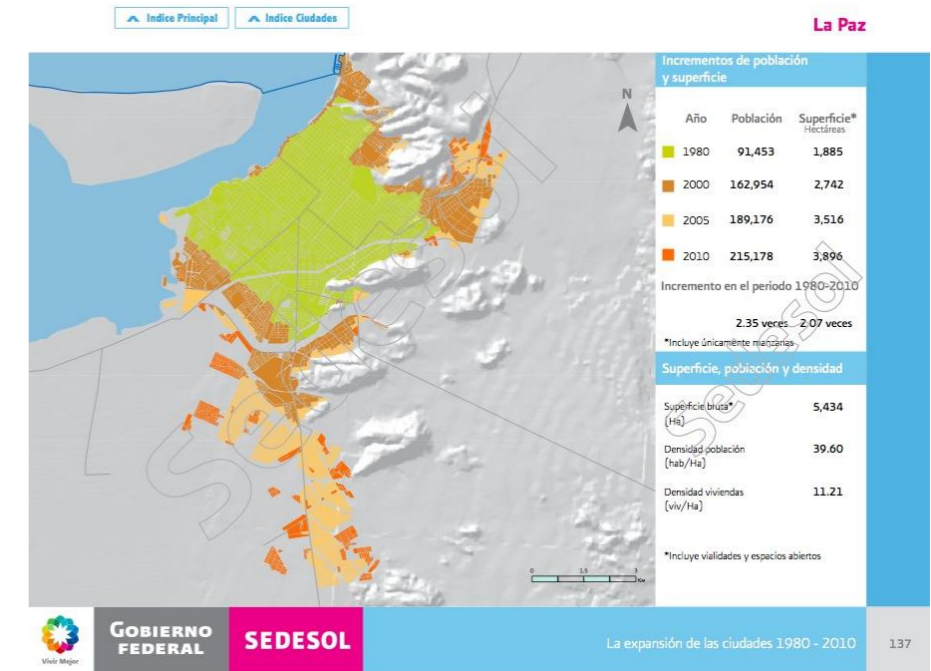 Indice Principal
Indice Ciudades
La Paz
Incrementos de población
y superficie
Año Población Superficie*
Hectáreas
1980 91,453 1,885
2000 162,954 2,742
2005 189,176 3,516
2010 215,178 3,896
Incremento en el periodo 1980-2010
2.35 veces 2.07 veces
*Incluye únicamente manzanas
Superficie, población y densidad
Superficie bruta* 5,434
(Ha)
Densidad población 39.60
(hab/Ha)
Densidad viviendas 11.21
(viv/Ha)
*Incluye vialidades y espacios abiertos
N
0 1.5 3
Km
Sedesol
Sedesol
Vivir Mejor
GOBIERNO
FEDERAL
SEDESOL
La expansión de las ciudades 1980 - 2010
137